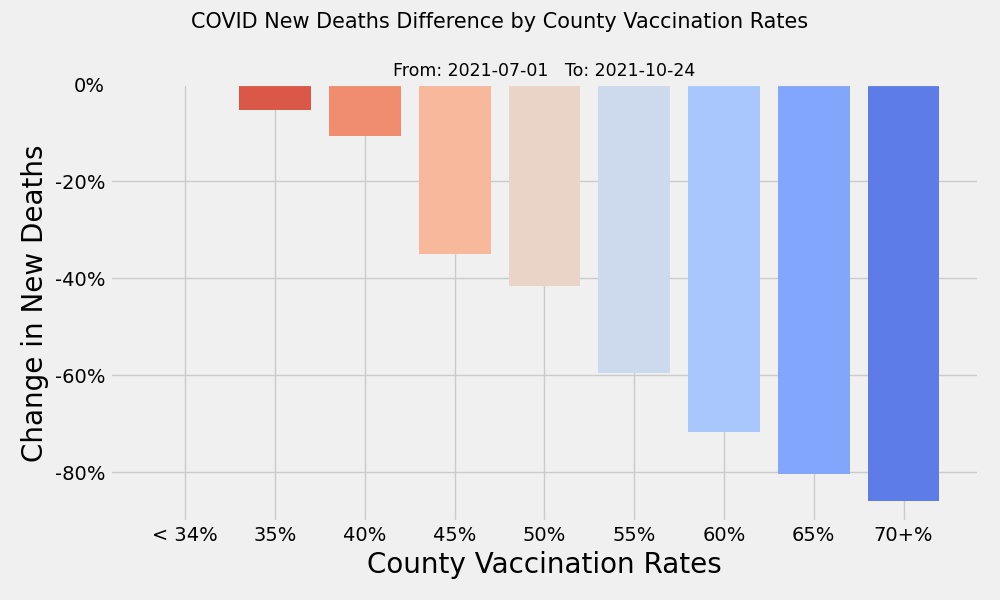 COVID New Deaths Difference by County Vaccination Rates
From: 2021-07-01 To: 2021-10-24
Change in New Deaths
0%
-20%
-40%
-60%
-80%
< 34% 35% 40% 45% 50% 55% 60% 65% 70+%
County Vaccination Rates